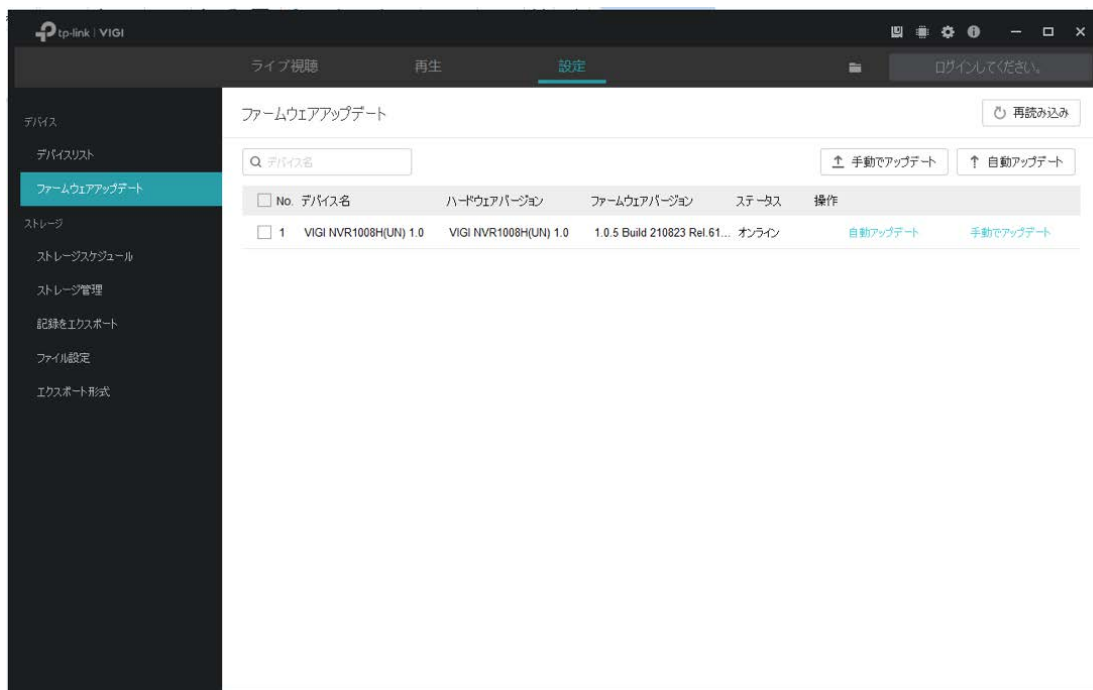 tp-link | VIGI
ライブ視聴 再生 設定 ログインしてください。
デバイス
デバイスリスト
ファームウェアアップデート
ストレージ
ストレージスケジュール
ストレージ管理
記録をエクスポート
ファイル設定
エクスポート形式
ファームウェアアップデート 再読み込み
デバイス名 手動でアップデート 自動アップデート
No. デバイス名 ハードウェアバージョン ファームウェアバージョン ステータス 操作
1 VIGI NVR1008H(UN) 1.0 VIGI NVR1008H(UN) 1.0 1.0.5 Build 210823 Rel.61... オンライン 自動アップデート 手動でアップデート